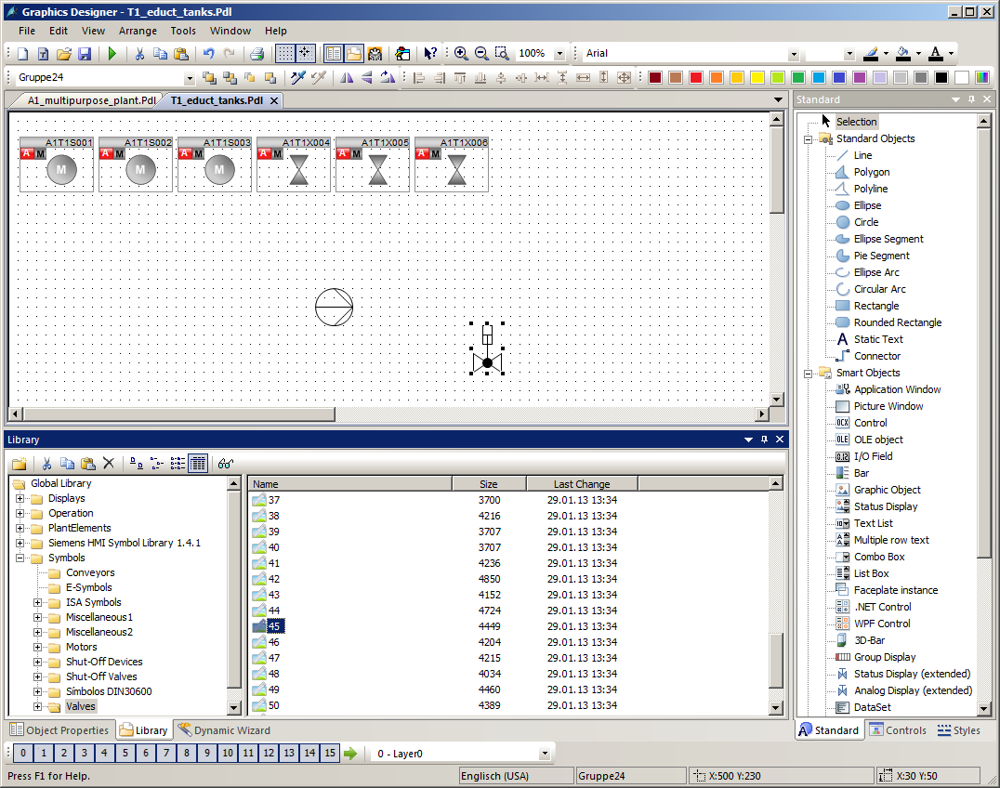 Graphics Designer - T1_educt_tanks.Pdl
File Edit View Arrange Tools Window Help
100% Arial
Gruppe24
A1_multipurpose_plant.Pdl T1_educt_tanks.Pdl
A1T1S001 A1T1S002 A1T1S003 A1T1X004 A1T1X005 A1T1X006
A M A M A M A M A M A M
M M M
Standard
Selection
Standard Objects
Line
Polygon
Polyline
Ellipse
Circle
Ellipse Segment
Pie Segment
Ellipse Arc
Circular Arc
Rectangle
Rounded Rectangle
A Static Text
Connector
Smart Objects
Application Window
Picture Window
OCX Control
OLE OLE object
0.12 I/O Field
Bar
Graphic Object
Status Display
Text List
Multiple row text
Combo Box
List Box
Faceplate instance
.NET Control
WPF Control
3D-Bar
Group Display
Status Display (extended)
Analog Display (extended)
DataSet
A Standard Controls Styles
Library
Global Library
Displays
Operation
PlantElements
Siemens HMI Symbol Library 1.4.1
Symbols
Conveyors
E-Symbols
ISA Symbols
Miscellaneous1
Miscellaneous2
Motors
Shut-Off Devices
Shut-Off Valves
Símbolos DIN30600
Valves
Name Size Last Change
37 3700 29.01.13 13:34
38 4216 29.01.13 13:34
39 3707 29.01.13 13:34
40 3707 29.01.13 13:34
41 4236 29.01.13 13:34
42 4850 29.01.13 13:34
43 4152 29.01.13 13:34
44 4724 29.01.13 13:34
45 4449 29.01.13 13:34
46 4204 29.01.13 13:34
47 4215 29.01.13 13:34
48 4034 29.01.13 13:34
49 4460 29.01.13 13:34
50 4389 29.01.13 13:34
Object Properties Library Dynamic Wizard
0 1 2 3 4 5 6 7 8 9 10 11 12 13 14 15 0 - Layer0
Press F1 for Help. Englisch (USA) Gruppe24 X:500 Y:230 X:30 Y:50